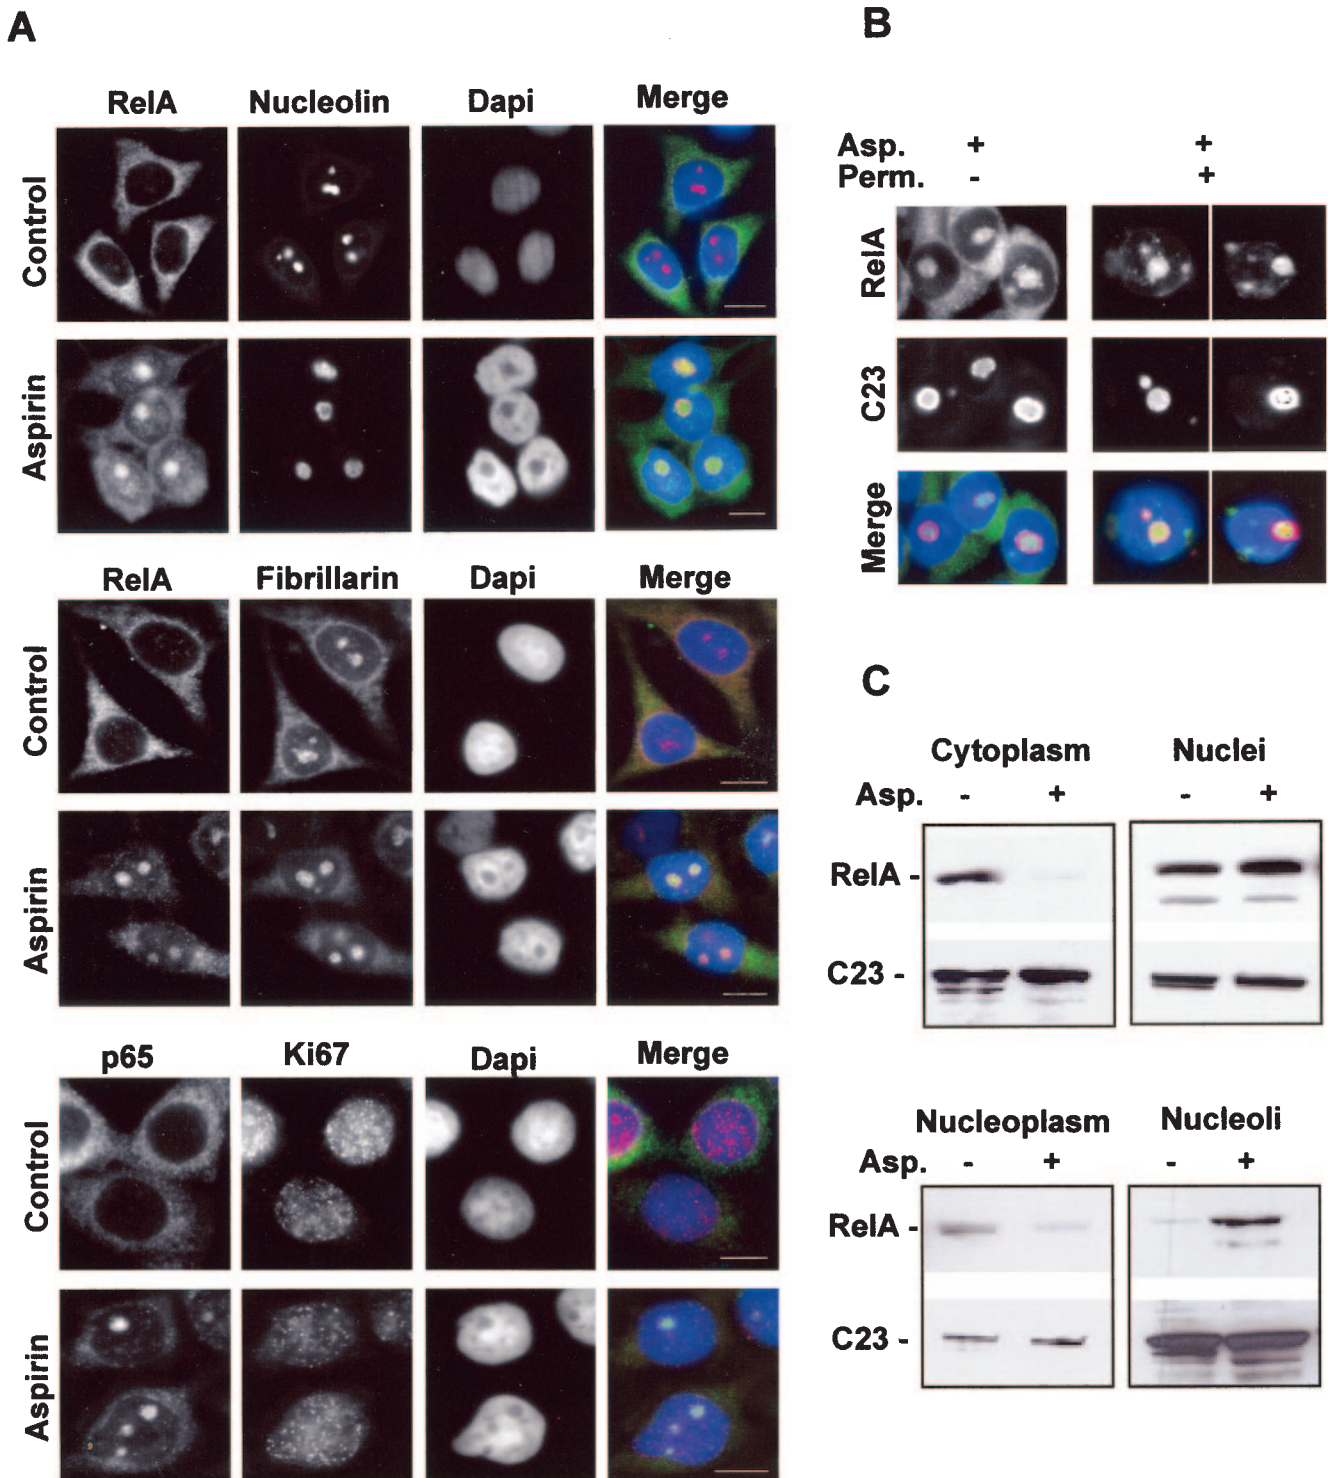 A
RelA Nucleolin Dapi Merge
Control
Aspirin
RelA Fibrillarin Dapi Merge
Control
Aspirin
p65 Ki67 Dapi Merge
Control
Aspirin
B
Asp. + +
Perm. - +
RelA
C23
Merge
C
Cytoplasm Nuclei
Asp. - + - +
RelA -
C23 -
Nucleoplasm Nucleoli
Asp. - + - +
RelA -
C23 -